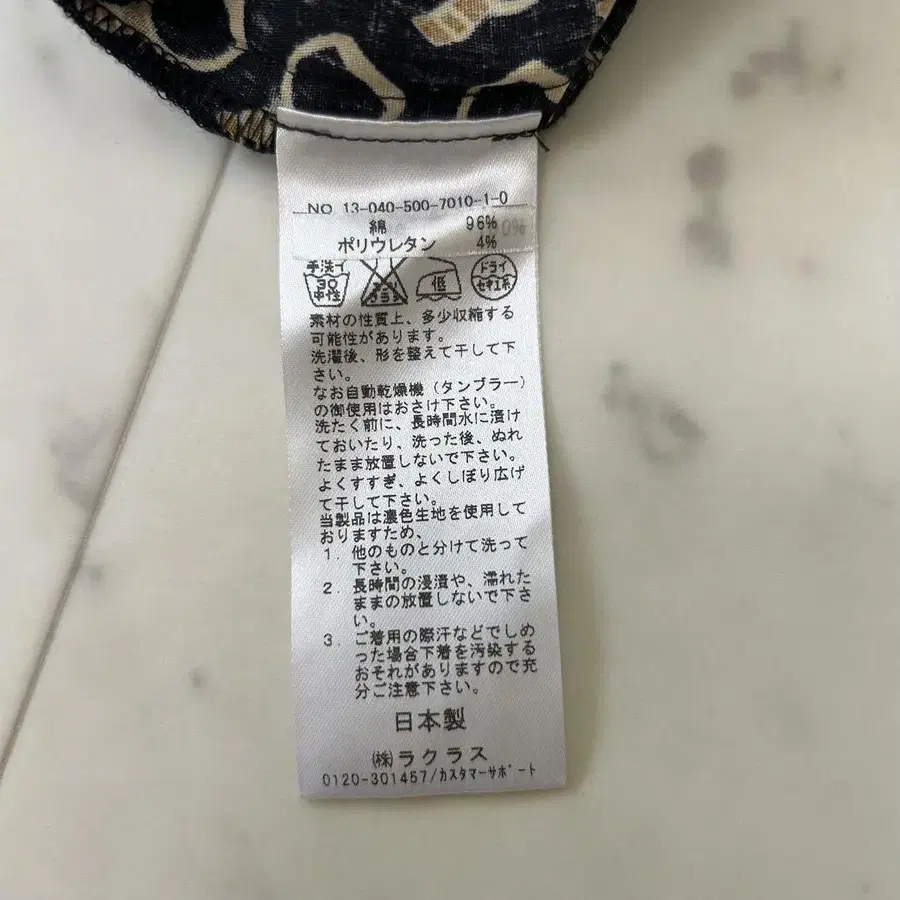 NO 13-040-500-7010-1-0
綿 96%
ポリウレタン 4%
手洗イ 30 中性 低 ドライ セキユ系
素材の性質上、多少収縮する
可能性があります。
洗濯後、形を整えて干して下
さい。
なお自動乾燥機（タンブラー）
の御使用はおさけ下さい。
洗たく前に、長時間水に漬け
ておいたり、洗った後、ぬれ
たまま放置しないで下さい。
よくすすぎ、よくしぼり広げ
て干して下さい。
当製品は濃色生地を使用して
おりますため、
1．他のものと分けて洗って
下さい。
2．長時間の浸漬や、濡れた
ままの放置しないで下さ
い。
3．ご着用の際汗などでしめ
った場合下着を汚染する
おそれがありますので充
分ご注意下さい。
日本製
㈱ラクラス
0120-301457/カスタマーサポート